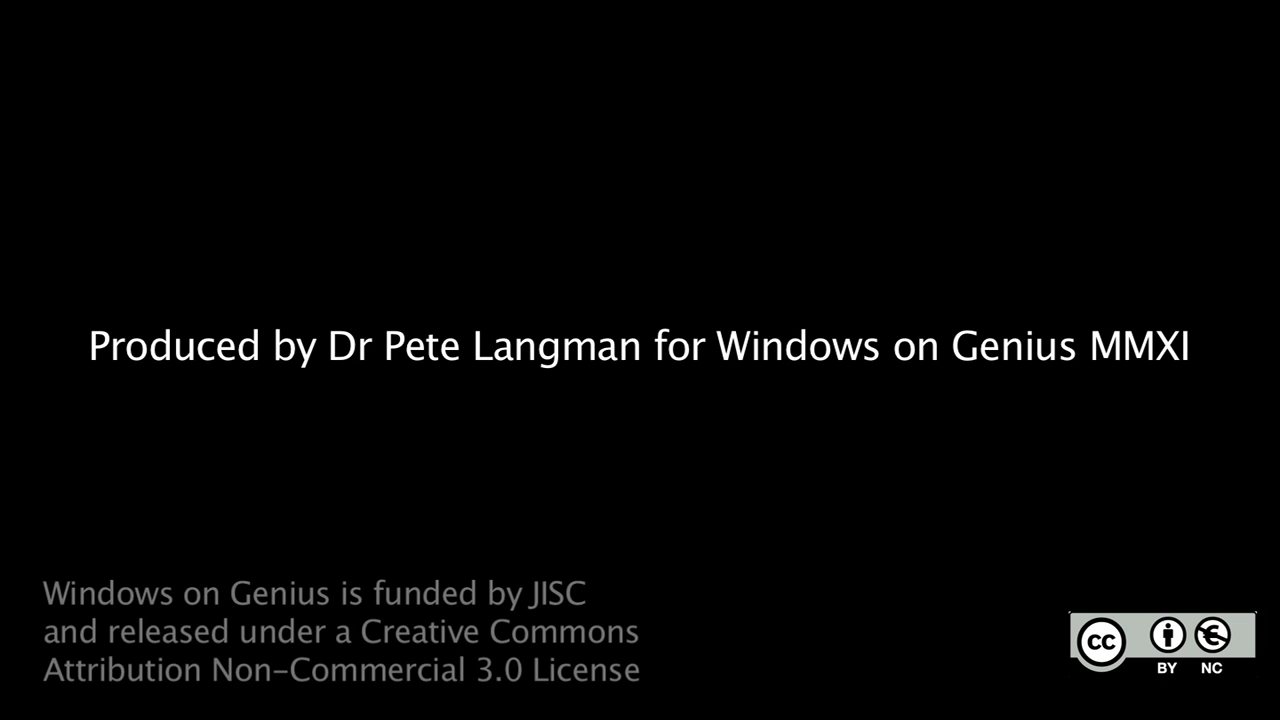 Produced by Dr Pete Langman for Windows on Genius MMXI
Windows on Genius is funded by JISC
and released under a Creative Commons
Attribution Non-Commercial 3.0 License
cc
BY NC